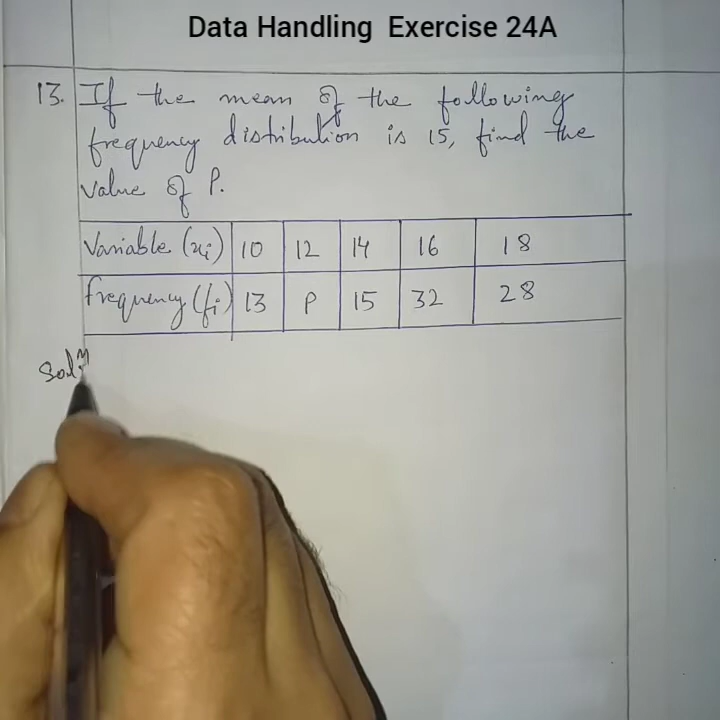 Data Handling Exercise 24A
13. If the mean of the following
frequency distribution is 15, find the
value of P.
Variable (xi) 10 12 14 16 18
frequency (fi) 13 P 15 32 28
Solⁿ: